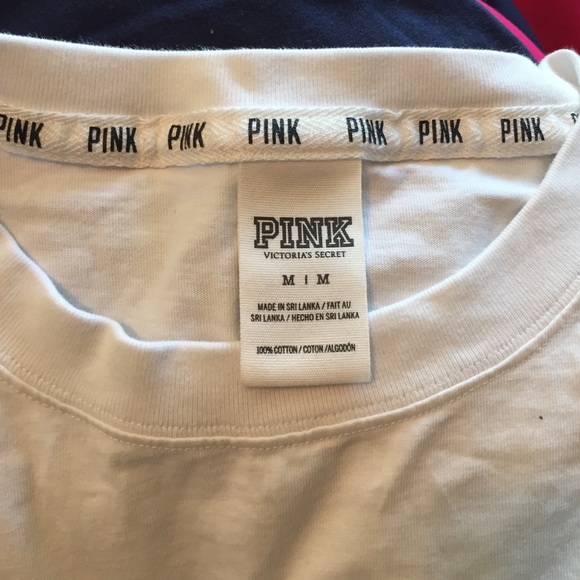 PINK PINK PINK PINK PINK PINK PINK
PINK
VICTORIA'S SECRET
M | M
MADE IN SRI LANKA / FAIT AU
SRI LANKA / HECHO EN SRI LANKA
100% COTTON / COTON /ALGODÓN